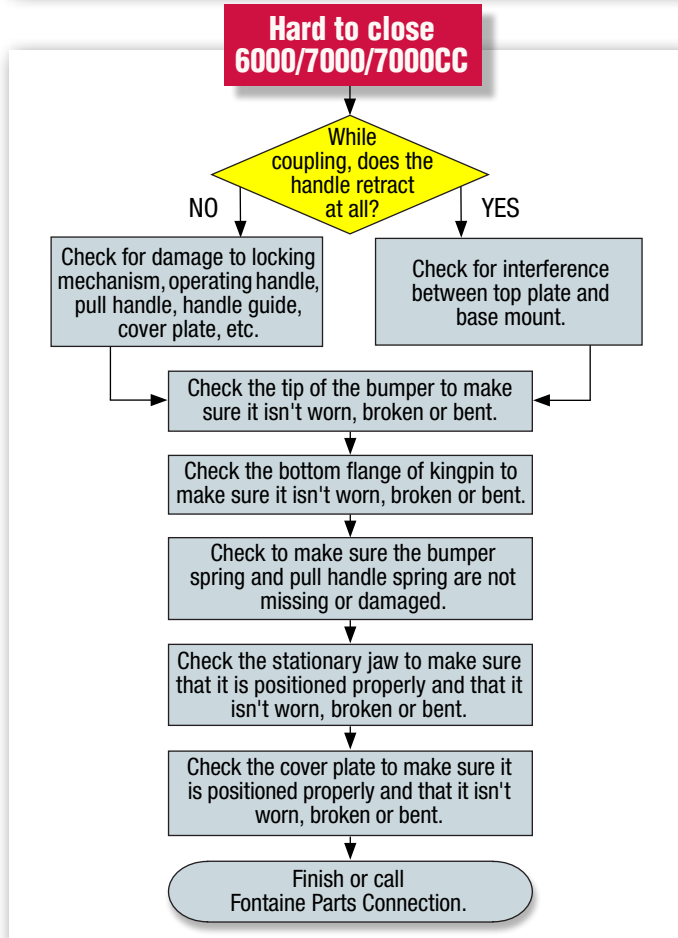 Hard to close
6000/7000/7000CC
While
coupling, does the
handle retract
at all?
NO
YES
Check for damage to locking
mechanism, operating handle,
pull handle, handle guide,
cover plate, etc.
Check for interference
between top plate and
base mount.
Check the tip of the bumper to make
sure it isn't worn, broken or bent.
Check the bottom flange of kingpin to
make sure it isn't worn, broken or bent.
Check to make sure the bumper
spring and pull handle spring are not
missing or damaged.
Check the stationary jaw to make sure
that it is positioned properly and that it
isn't worn, broken or bent.
Check the cover plate to make sure it
is positioned properly and that it isn't
worn, broken or bent.
Finish or call
Fontaine Parts Connection.